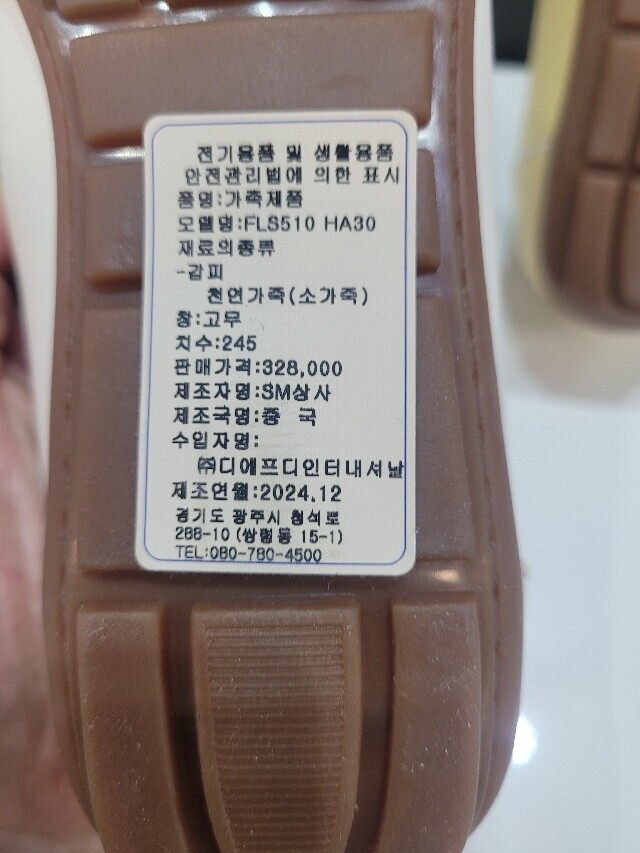 전기용품 및 생활용품
안전관리법에 의한 표시
품명:가죽제품
모델명:FLS510 HA30
재료의종류
-갑피
천연가죽(소가죽)
창:고무
치수:245
판매가격:328,000
제조자명:SM상사
제조국명:중 국
수입자명:
㈜디에프디인터내셔날
제조연월:2024.12
경기도 광주시 청석로
288-10 (쌍령동 15-1)
TEL:080-780-4500